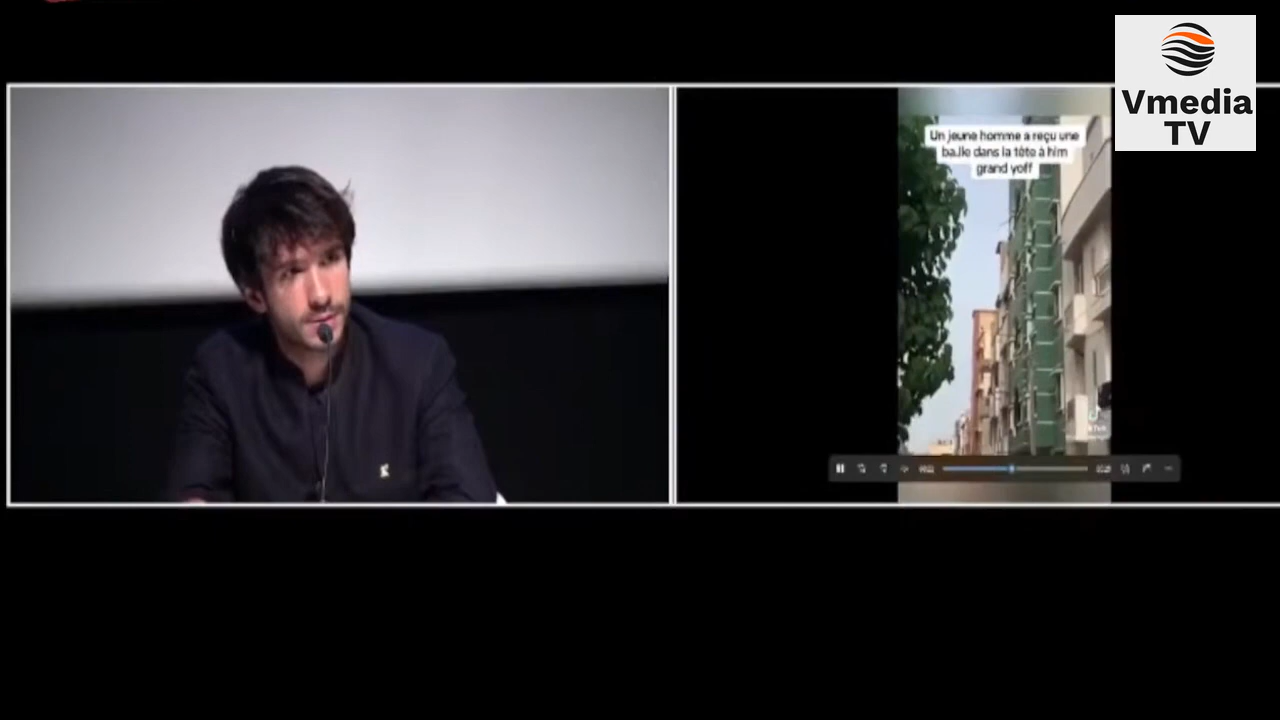 Vmedia
TV
Un jeune homme a reçu une
balle dans la tête à hlm
grand yoff